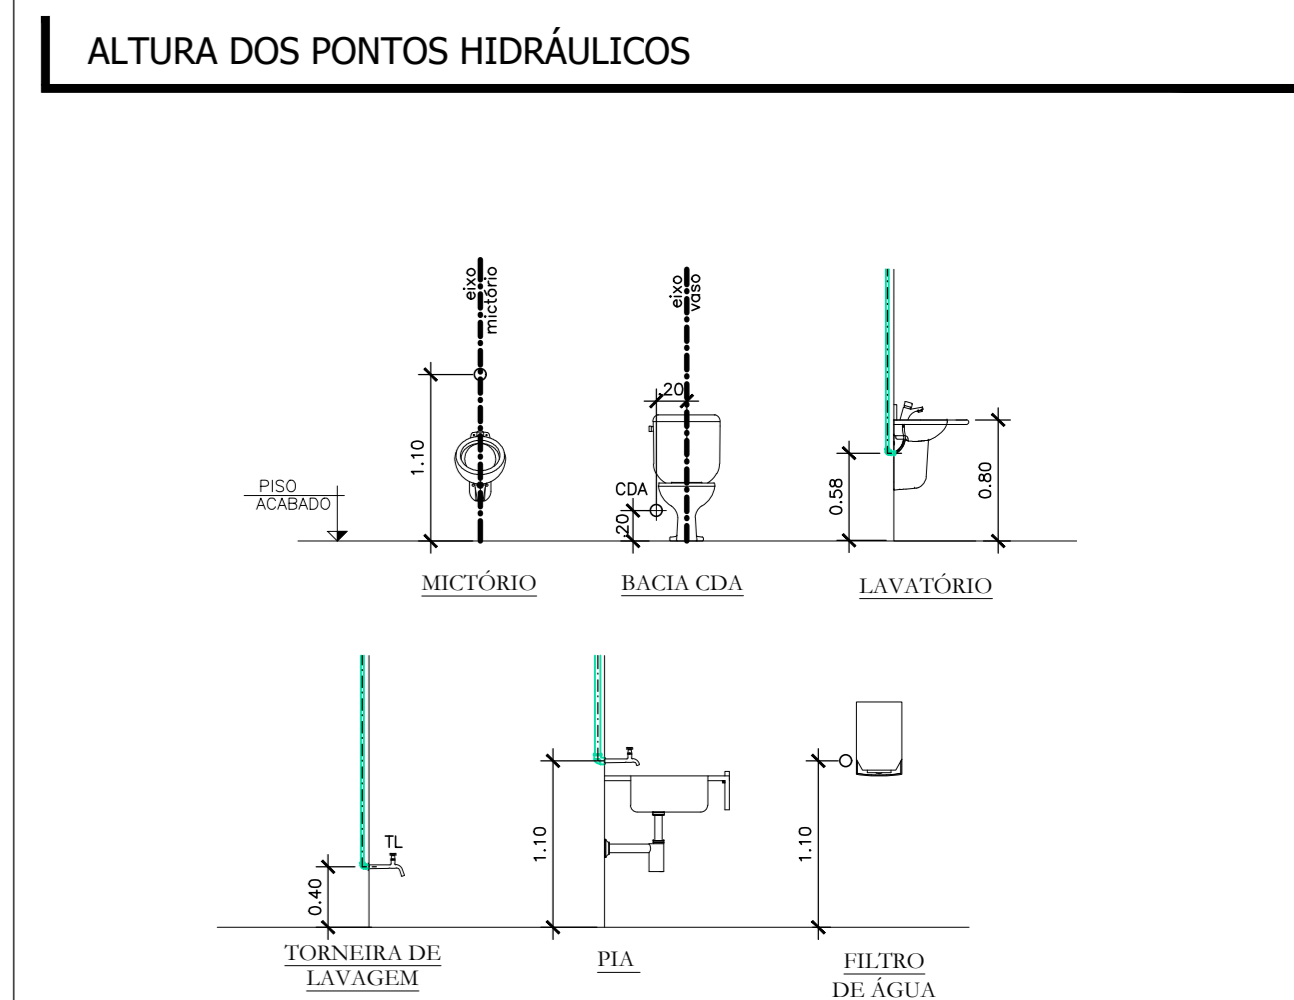 ALTURA DOS PONTOS HIDRÁULICOS
eixo
mictório
1.10
PISO
ACABADO
MICTÓRIO
eixo
vaso
.20
CDA
.20
BACIA CDA
0.58
0.80
LAVATÓRIO
TL
0.40
TORNEIRA DE
LAVAGEM
1.10
PIA
1.10
FILTRO
DE ÁGUA